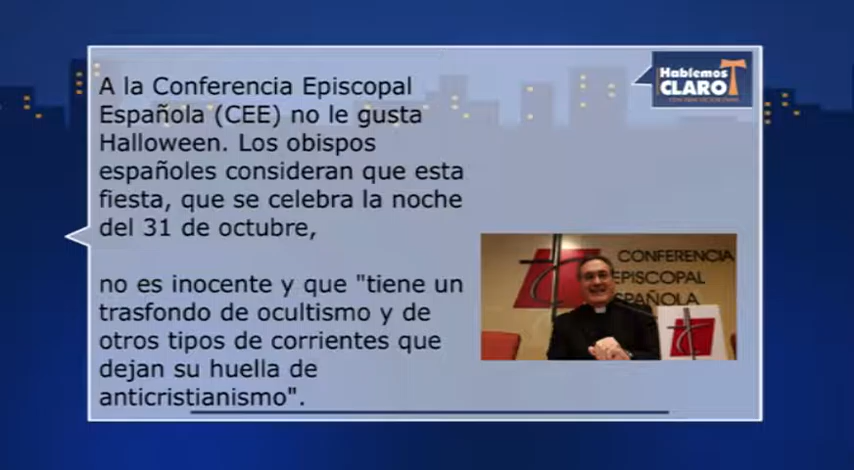 Hablemos
CLARO
A la Conferencia Episcopal
Española (CEE) no le gusta
Halloween. Los obispos
españoles consideran que esta
fiesta, que se celebra la noche
del 31 de octubre,
no es inocente y que "tiene un
trasfondo de ocultismo y de
otros tipos de corrientes que
dejan su huella de
anticristianismo".
CONFERENCIA
EPISCOPAL
ESPAÑOLA